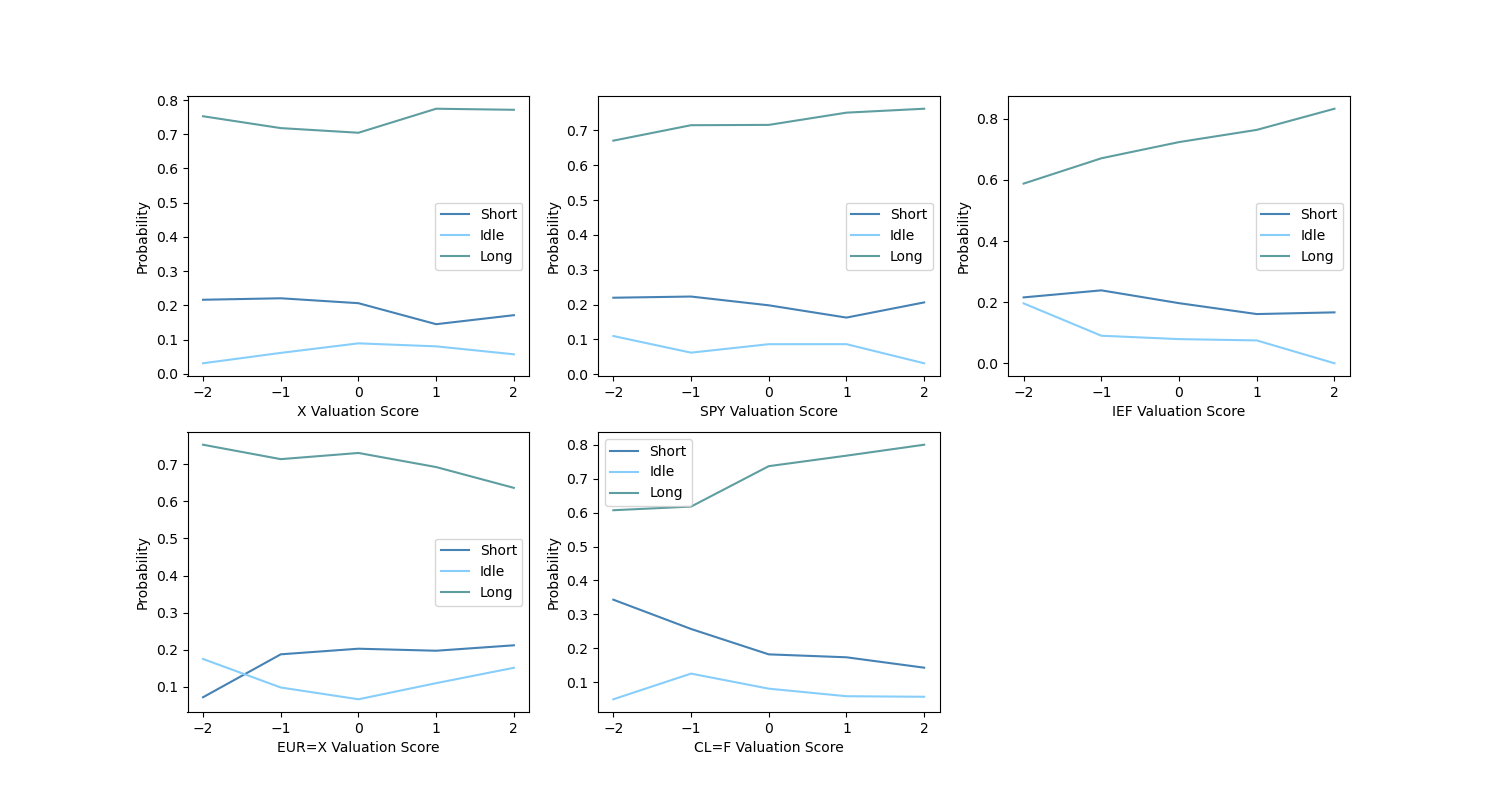 0.8
0.7
0.6
0.5
0.4
0.3
0.2
0.1
0.0
Probability
Short
Idle
Long
−2 −1 0 1 2
X Valuation Score
0.7
0.6
0.5
0.4
0.3
0.2
0.1
0.0
Probability
Short
Idle
Long
−2 −1 0 1 2
SPY Valuation Score
0.8
0.6
0.4
0.2
0.0
Probability
Short
Idle
Long
−2 −1 0 1 2
IEF Valuation Score
0.7
0.6
0.5
0.4
0.3
0.2
0.1
Probability
Short
Idle
Long
−2 −1 0 1 2
EUR=X Valuation Score
0.8
0.7
0.6
0.5
0.4
0.3
0.2
0.1
Probability
Short
Idle
Long
−2 −1 0 1 2
CL=F Valuation Score